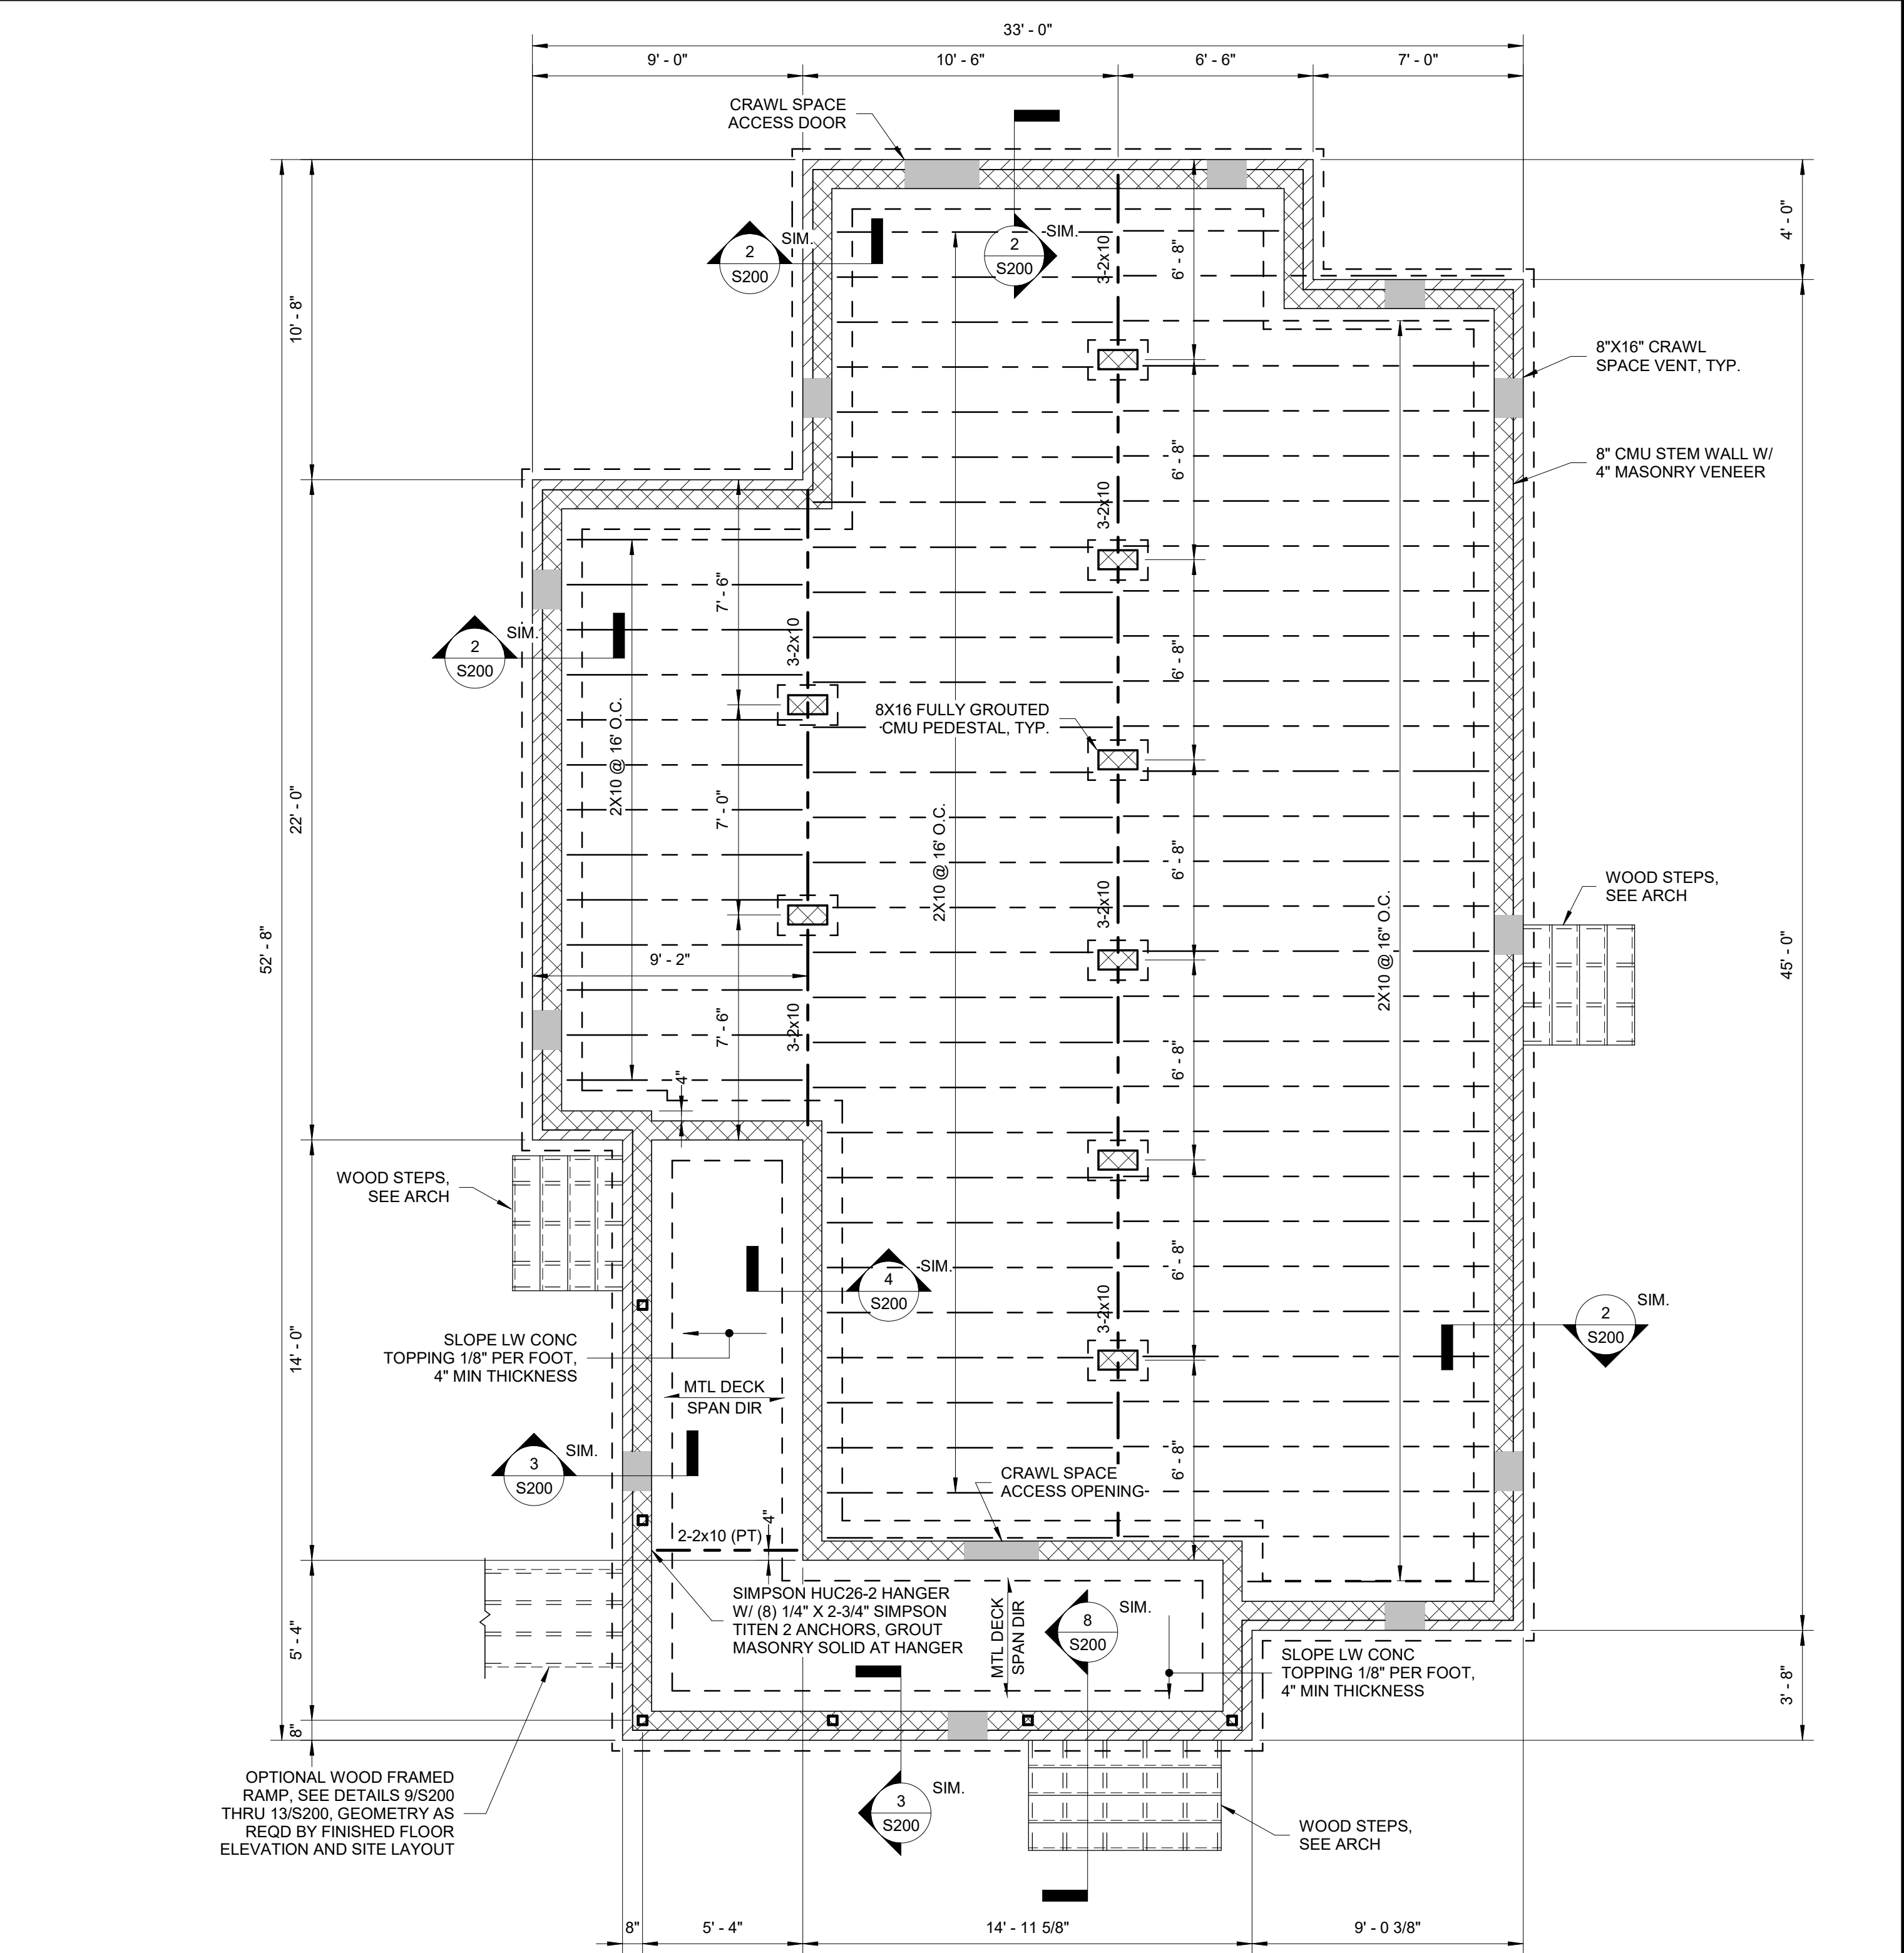 33' - 0"
9' - 0"
10' - 6"
6' - 6"
7' - 0"
CRAWL SPACE
ACCESS DOOR
10' - 8"
22' - 0"
52' - 8"
14' - 0"
5' - 4"
8"
4' - 0"
45' - 0"
3' - 8"
2
S200
SIM.
2
S200
SIM.
3-2x10
6' - 8"
8"X16" CRAWL
SPACE VENT, TYP.
8" CMU STEM WALL W/
4" MASONRY VENEER
6' - 8"
3-2x10
2
S200
SIM.
7' - 6"
3-2x10
6' - 8"
2X10 @ 16' O.C.
8X16 FULLY GROUTED
CMU PEDESTAL, TYP.
7' - 0"
2X10 @ 16' O.C.
6' - 8"
3-2x10
2X10 @ 16" O.C.
WOOD STEPS,
SEE ARCH
9' - 2"
7' - 6"
3-2x10
6' - 8"
4"
WOOD STEPS,
SEE ARCH
4
S200
SIM.
6' - 8"
3-2x10
2
S200
SIM.
SLOPE LW CONC
TOPPING 1/8" PER FOOT,
4" MIN THICKNESS
MTL DECK
SPAN DIR
3
S200
SIM.
6' - 8"
CRAWL SPACE
ACCESS OPENING
2-2x10 (PT)
4"
SIMPSON HUC26-2 HANGER
W/ (8) 1/4" X 2-3/4" SIMPSON
TITEN 2 ANCHORS, GROUT
MASONRY SOLID AT HANGER
MTL DECK
SPAN DIR
8
S200
SIM.
SLOPE LW CONC
TOPPING 1/8" PER FOOT,
4" MIN THICKNESS
OPTIONAL WOOD FRAMED
RAMP, SEE DETAILS 9/S200
THRU 13/S200, GEOMETRY AS
REQD BY FINISHED FLOOR
ELEVATION AND SITE LAYOUT
3
S200
SIM.
WOOD STEPS,
SEE ARCH
8"
5' - 4"
14' - 11 5/8"
9' - 0 3/8"